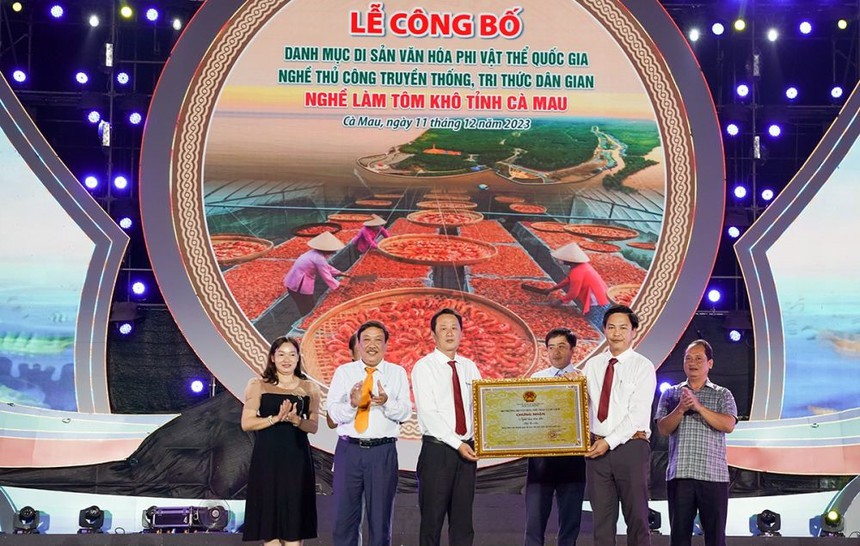 LỄ CÔNG BỐ
DANH MỤC DI SẢN VĂN HÓA PHI VẬT THỂ QUỐC GIA
NGHỀ THỦ CÔNG TRUYỀN THỐNG, TRI THỨC DÂN GIAN
NGHỀ LÀM TÔM KHÔ TỈNH CÀ MAU
Cà Mau, ngày 11 tháng 12 năm 2023
CHỨNG NHẬN